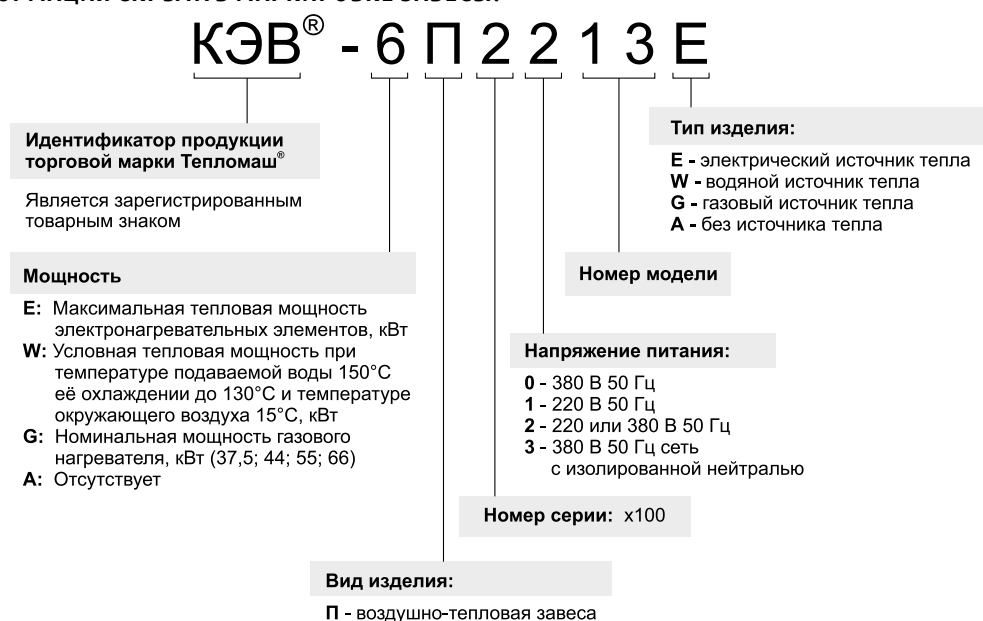 КЭВ® - 6 П 2 2 1 3 Е
Идентификатор продукции
торговой марки Тепломаш®
Является зарегистрированным
товарным знаком
Мощность
Е: Максимальная тепловая мощность
электронагревательных элементов, кВт
W: Условная тепловая мощность при
температуре подаваемой воды 150°С
её охлаждении до 130°С и температуре
окружающего воздуха 15°С, кВт
G: Номинальная мощность газового
нагревателя, кВт (37,5; 44; 55; 66)
А: Отсутствует
Тип изделия:
Е - электрический источник тепла
W - водяной источник тепла
G - газовый источник тепла
А - без источника тепла
Номер модели
Напряжение питания:
0 - 380 В 50 Гц
1 - 220 В 50 Гц
2 - 220 или 380 В 50 Гц
3 - 380 В 50 Гц сеть
с изолированной нейтралью
Номер серии: х100
Вид изделия:
П - воздушно-тепловая завеса